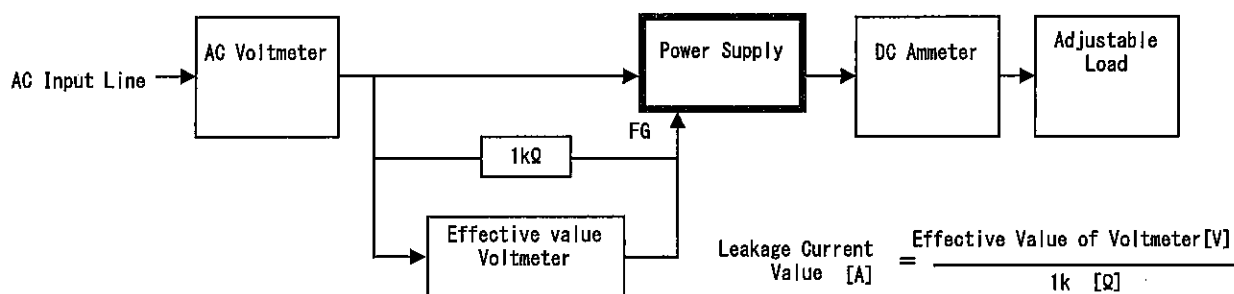 AC Input Line
AC Voltmeter
Power Supply
DC Ammeter
Adjustable
Load
FG
1kΩ
Effective value
Voltmeter
Leakage Current
Value [A]
=
Effective Value of Voltmeter[V]
1k [Ω]